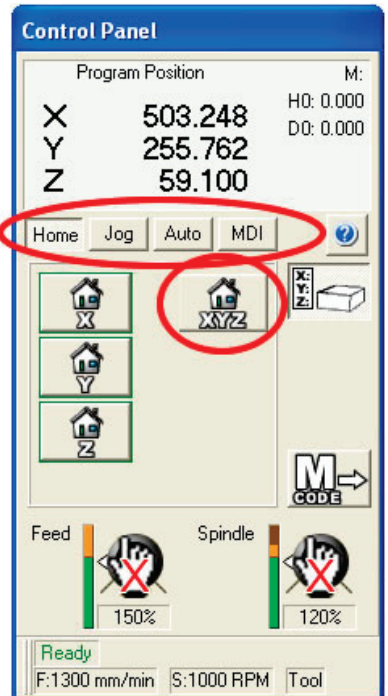 Control Panel
Program Position M:
X 503.248 H0: 0.000
Y 255.762 D0: 0.000
Z 59.100
Home Jog Auto MDI ?
X XYZ X: Y: Z:
Y
Z
M CODE
Feed Spindle
150% 120%
Ready
F:1300 mm/min S:1000 RPM Tool